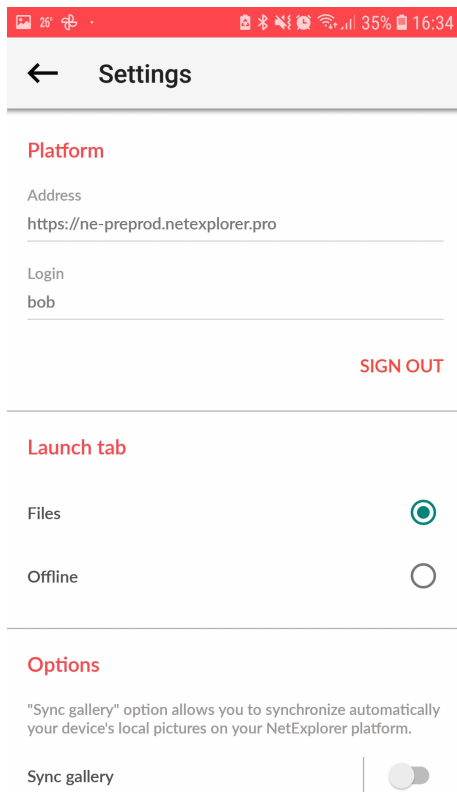 26° · 35% 16:34
Settings
Platform
Address
https://ne-preprod.netexplorer.pro
Login
bob
SIGN OUT
Launch tab
Files
Offline
Options
"Sync gallery" option allows you to synchronize automatically
your device's local pictures on your NetExplorer platform.
Sync gallery